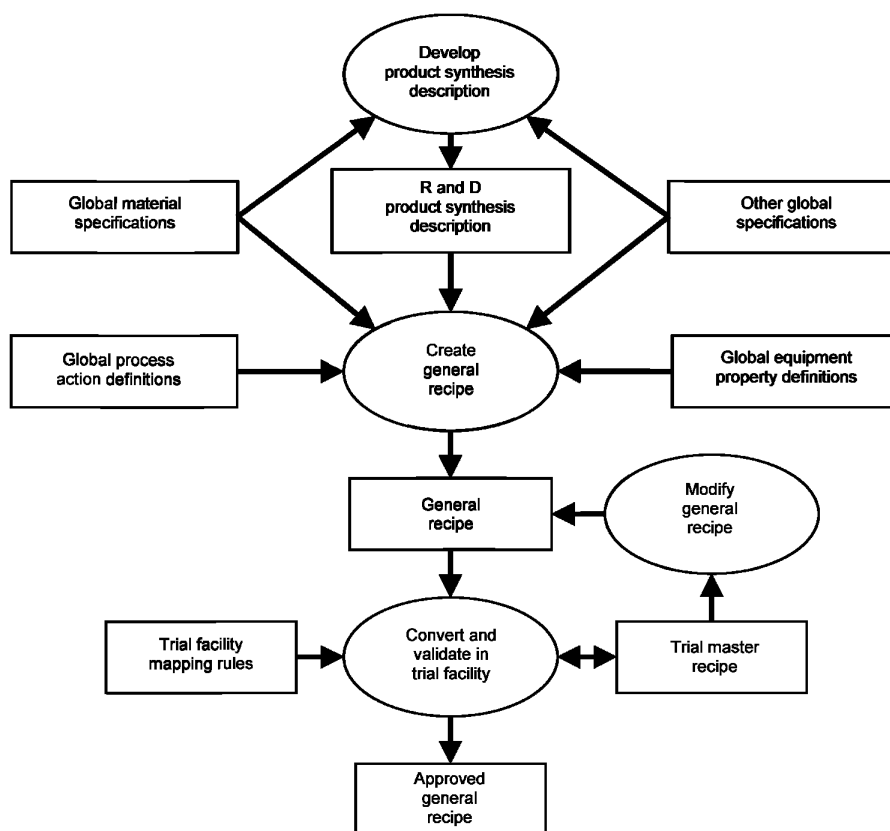 Develop
product synthesis
description
Global material
specifications
R and D
product synthesis
description
Other global
specifications
Global process
action definitions
Create
general
recipe
Global equipment
property definitions
General
recipe
Modify
general
recipe
Trial facility
mapping rules
Convert and
validate in
trial facility
Trial master
recipe
Approved
general
recipe